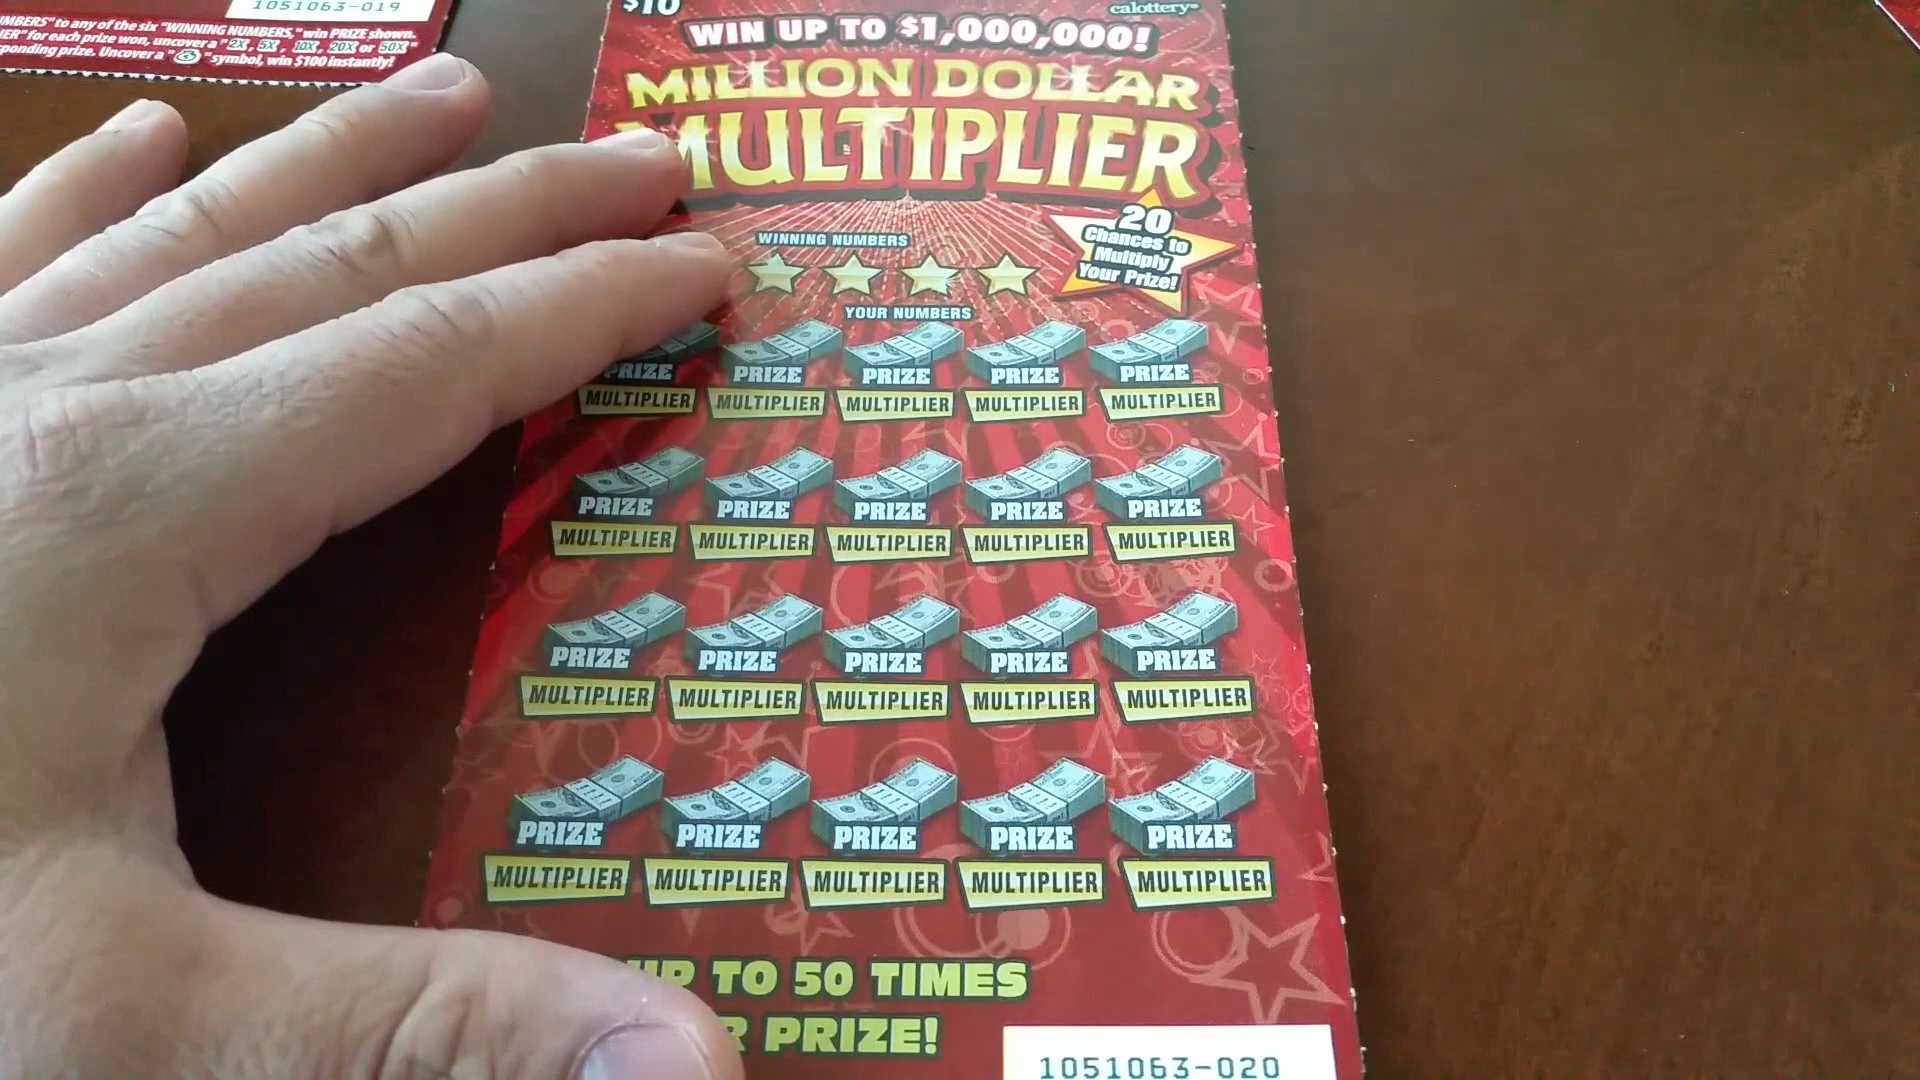 1051063-019
MBERS" to any of the six "WINNING NUMBERS," win PRIZE shown.
IER" for each prize won, uncover a "2X, 5X, 10X, 20X or 50X"
ponding prize. Uncover a " " symbol, win $100 instantly!
$10
calottery
WIN UP TO $1,000,000!
MILLION DOLLAR
MULTIPLIER
20
Chances to
Multiply
Your Prize!
WINNING NUMBERS
YOUR NUMBERS
PRIZE PRIZE PRIZE PRIZE PRIZE
MULTIPLIER MULTIPLIER MULTIPLIER MULTIPLIER MULTIPLIER
PRIZE PRIZE PRIZE PRIZE PRIZE
MULTIPLIER MULTIPLIER MULTIPLIER MULTIPLIER MULTIPLIER
PRIZE PRIZE PRIZE PRIZE PRIZE
MULTIPLIER MULTIPLIER MULTIPLIER MULTIPLIER MULTIPLIER
PRIZE PRIZE PRIZE PRIZE PRIZE
MULTIPLIER MULTIPLIER MULTIPLIER MULTIPLIER MULTIPLIER
UP TO 50 TIMES
R PRIZE!
1051063-020